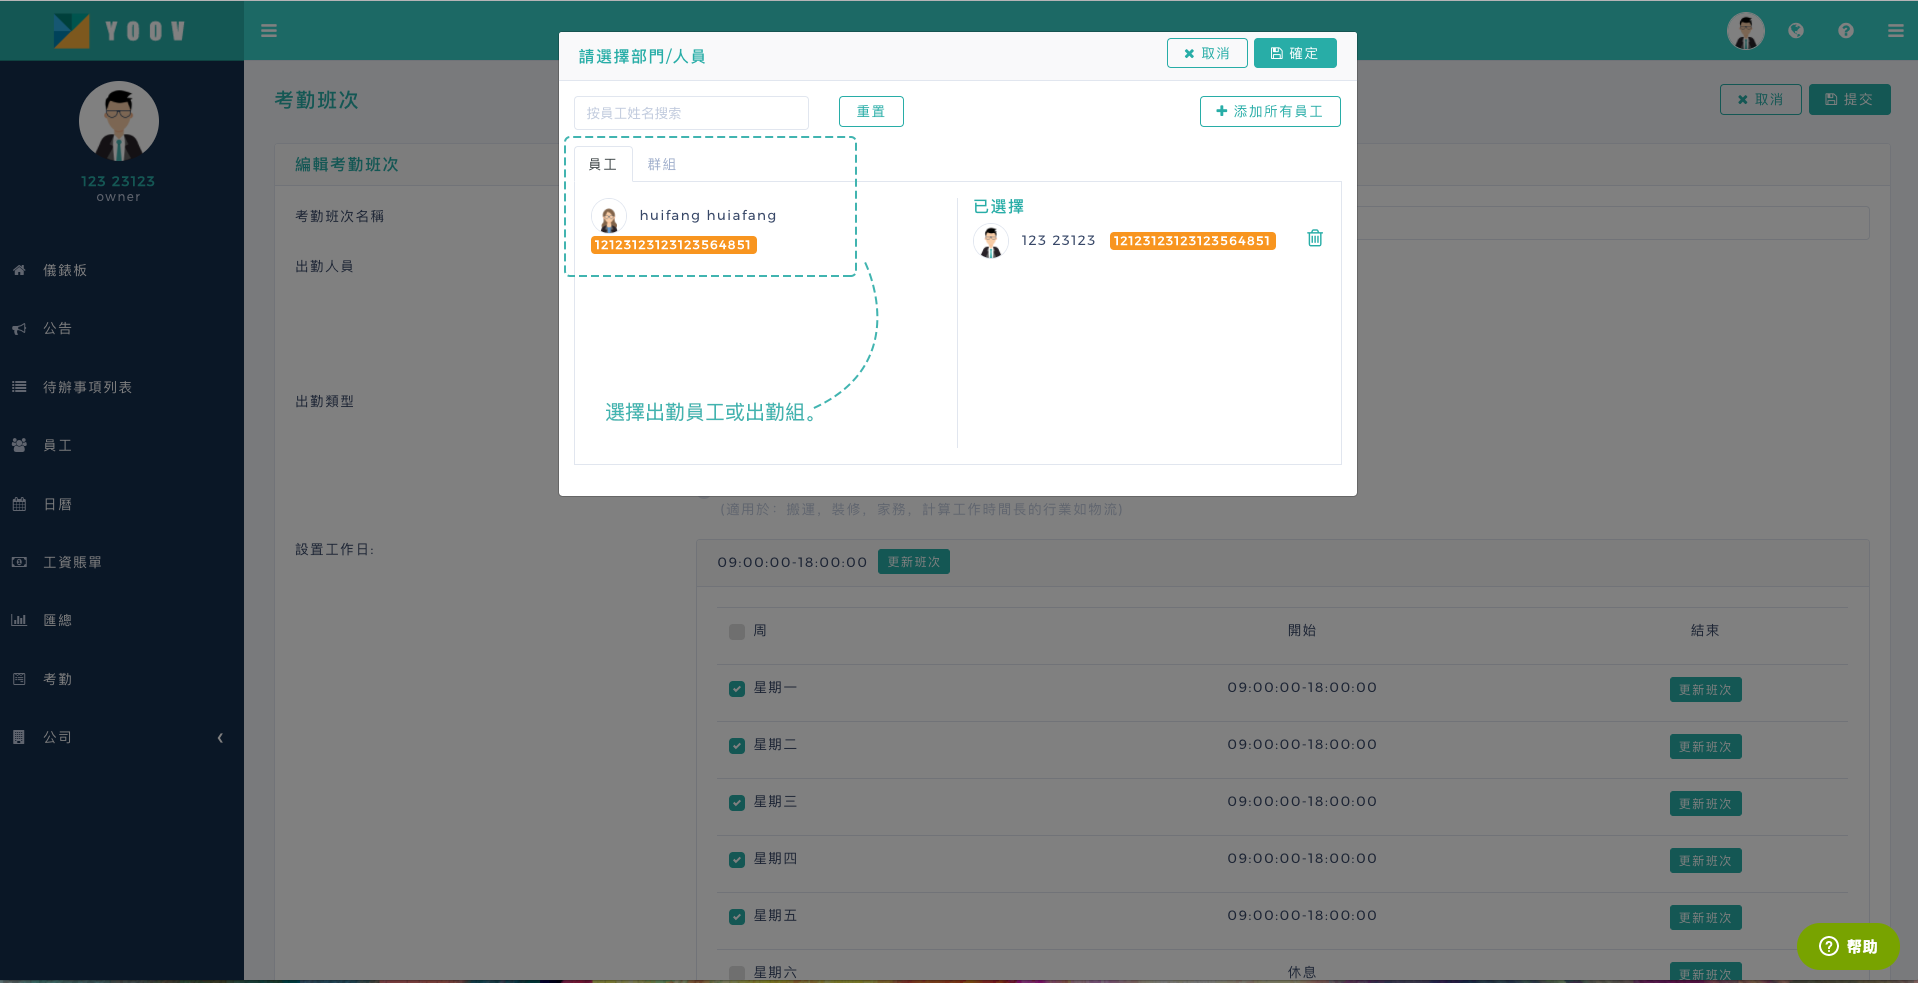 YOOV
請選擇部門/人員
取消
確定
123 23123
owner
考勤班次
取消
提交
按員工姓名搜索
重置
添加所有員工
編輯考勤班次
員工
群組
huifang huiafang
12123123123123564851
已選擇
123 23123
12123123123123564851
考勤班次名稱
出勤人員
出勤類型
選擇出勤員工或出勤組。
(適用於：搬運，裝修，家務，計算工作時間長的行業如物流)
儀錶板
公告
待辦事項列表
員工
日曆
工資賬單
匯總
考勤
公司
設置工作日:
09:00:00-18:00:00
更新班次
周
開始
結束
星期一
09:00:00-18:00:00
更新班次
星期二
09:00:00-18:00:00
更新班次
星期三
09:00:00-18:00:00
更新班次
星期四
09:00:00-18:00:00
更新班次
星期五
09:00:00-18:00:00
更新班次
星期六
休息
更新班次
帮助